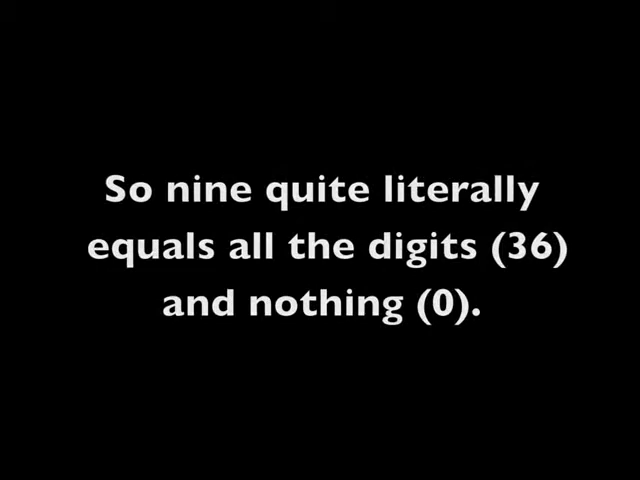 So nine quite literally
equals all the digits (36)
and nothing (0).